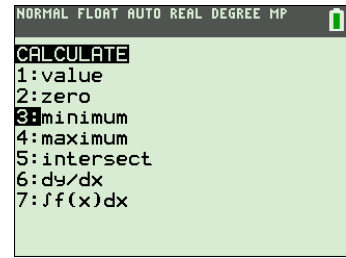 NORMAL FLOAT AUTO REAL DEGREE MP
CALCULATE
1:value
2:zero
3:minimum
4:maximum
5:intersect
6:dy/dx
7:∫f(x)dx